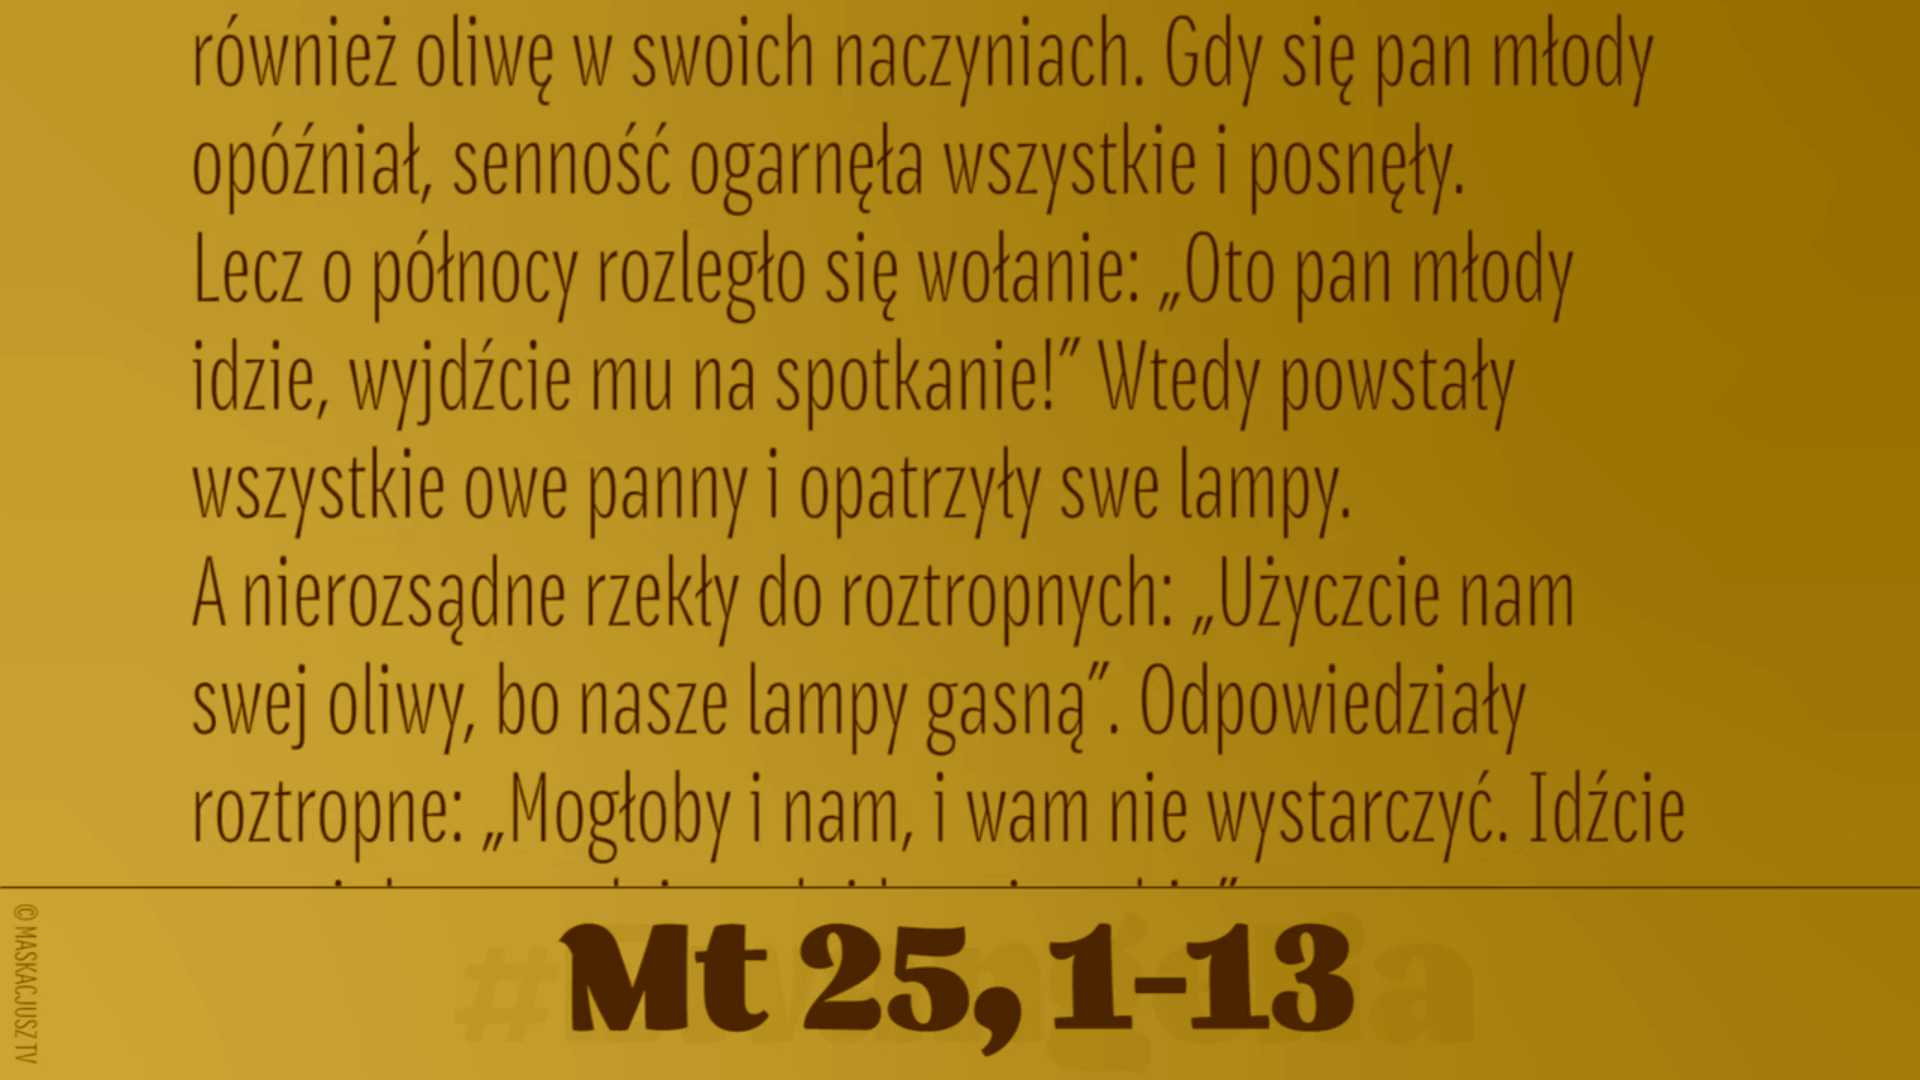 również oliwę w swoich naczyniach. Gdy się pan młody
opóźniał, senność ogarnęła wszystkie i posnęły.
Lecz o północy rozległo się wołanie: „Oto pan młody
idzie, wyjdźcie mu na spotkanie!” Wtedy powstały
wszystkie owe panny i opatrzyły swe lampy.
A nierozsądne rzekły do roztropnych: „Użyczcie nam
swej oliwy, bo nasze lampy gasną”. Odpowiedziały
roztropne: „Mogłoby i nam, i wam nie wystarczyć. Idźcie
Mt 25, 1-13
© MASKACJUSZ TV